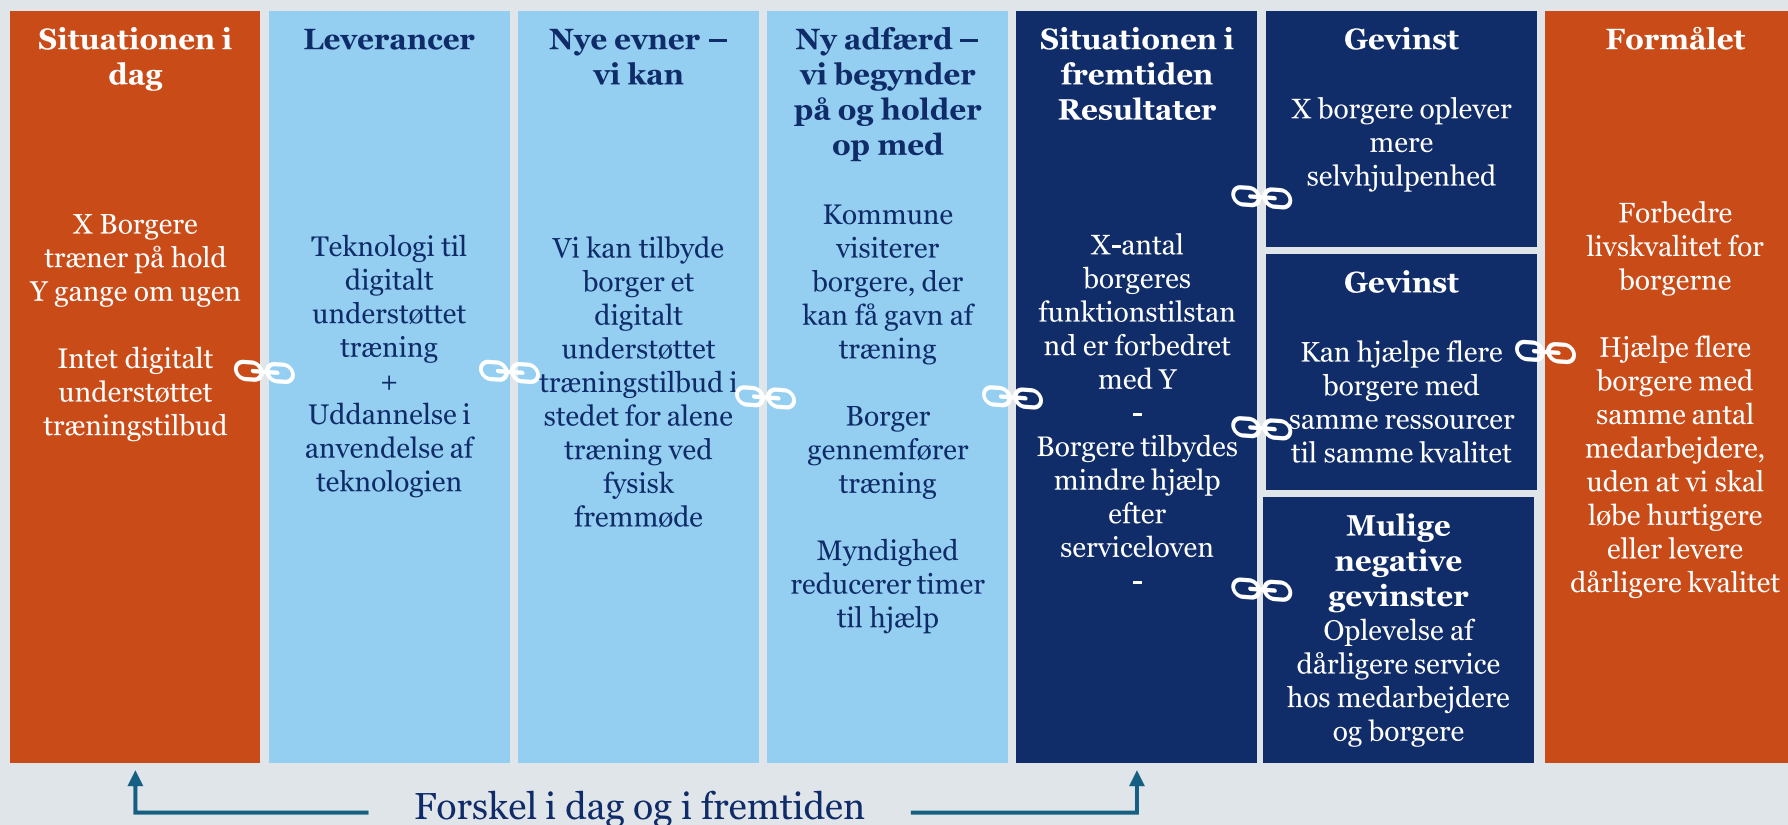 Situationen i
dag
X Borgere
træner på hold
Y gange om ugen
Intet digitalt
understøttet
træningstilbud
Leverancer
Teknologi til
digitalt
understøttet
træning
+
Uddannelse i
anvendelse af
teknologien
Nye evner –
vi kan
Vi kan tilbyde
borger et
digitalt
understøttet
træningstilbud i
stedet for alene
træning ved
fysisk
fremmøde
Ny adfærd –
vi begynder
på og holder
op med
Kommune
visiterer
borgere, der
kan få gavn af
træning
Borger
gennemfører
træning
Myndighed
reducerer timer
til hjælp
Situationen i
fremtiden
Resultater
X-antal
borgeres
funktionstilstan
nd er forbedret
med Y
-
Borgere tilbydes
mindre hjælp
efter
serviceloven
-
Gevinst
X borgere oplever
mere
selvhjulpenhed
Gevinst
Kan hjælpe flere
borgere med
samme ressourcer
til samme kvalitet
Mulige
negative
gevinster
Oplevelse af
dårligere service
hos medarbejdere
og borgere
Formålet
Forbedre
livskvalitet for
borgerne
Hjælpe flere
borgere med
samme antal
medarbejdere,
uden at vi skal
løbe hurtigere
eller levere
dårligere kvalitet
Forskel i dag og i fremtiden